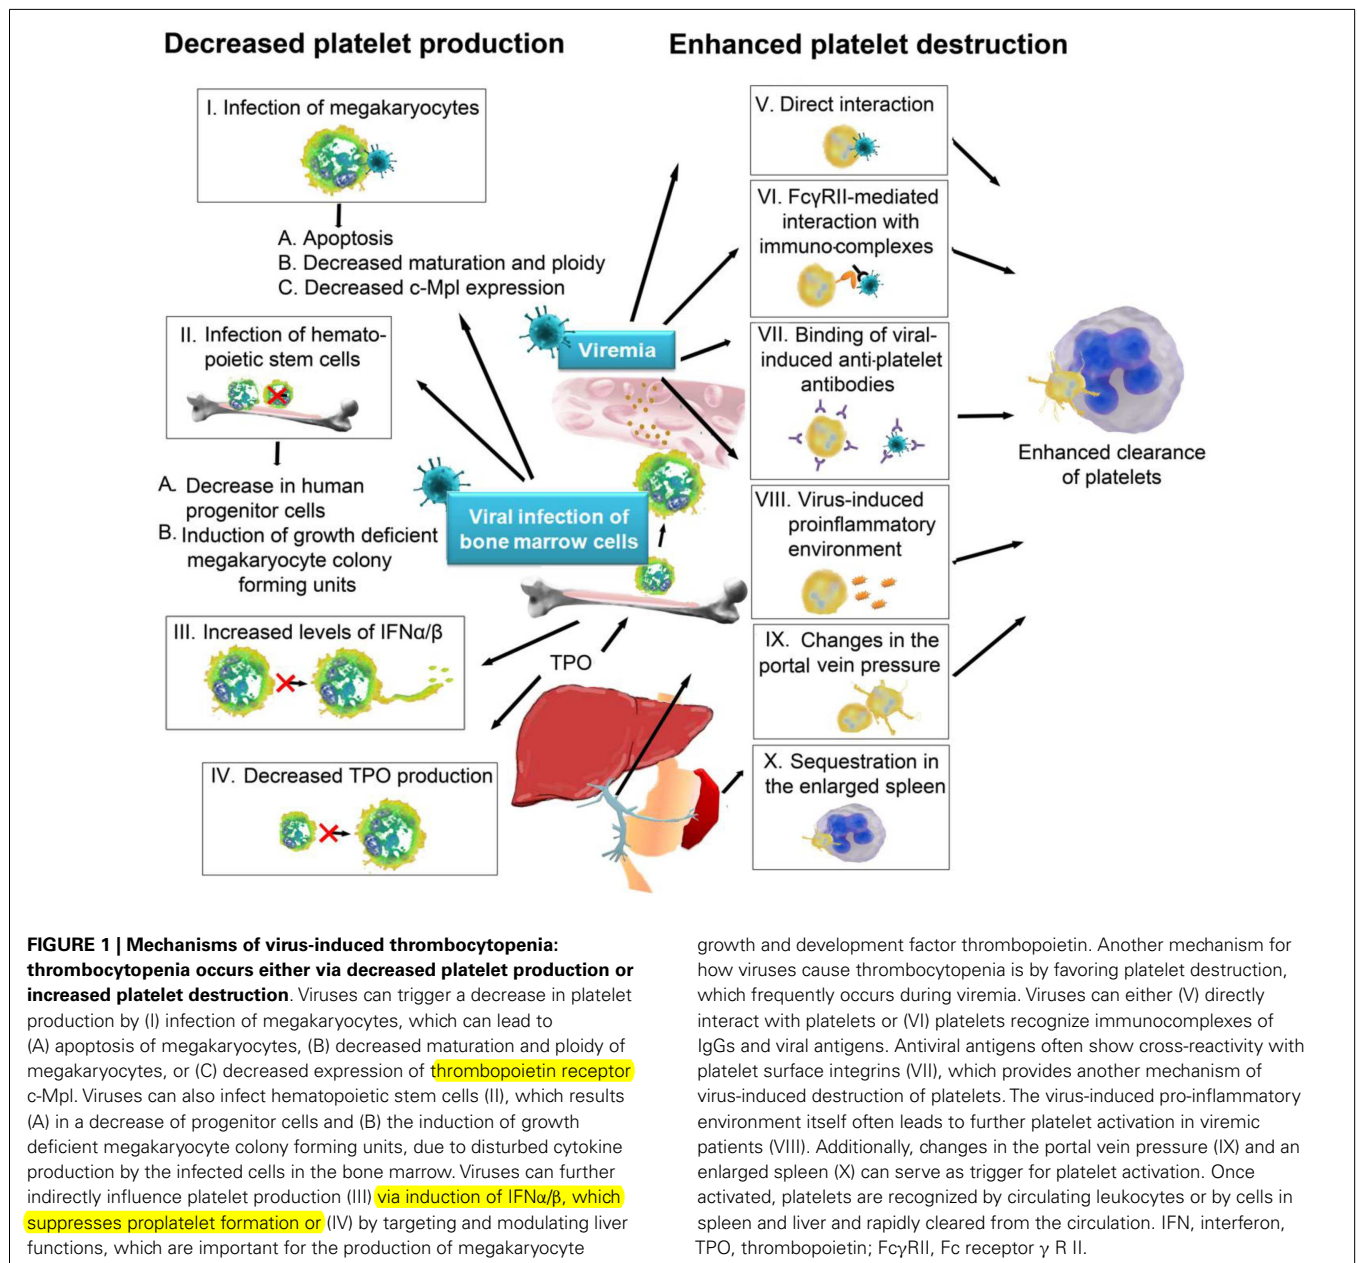 Decreased platelet production
Enhanced platelet destruction
I. Infection of megakaryocytes
A. Apoptosis
B. Decreased maturation and ploidy
C. Decreased c-Mpl expression
II. Infection of hemato-
poietic stem cells
A. Decrease in human
progenitor cells
B. Induction of growth deficient
megakaryocyte colony
forming units
III. Increased levels of IFNα/β
IV. Decreased TPO production
Viremia
Viral infection of
bone marrow cells
TPO
V. Direct interaction
VI. FcγRII-mediated
interaction with
immuno-complexes
VII. Binding of viral-
induced anti-platelet
antibodies
VIII. Virus-induced
proinflammatory
environment
IX. Changes in the
portal vein pressure
X. Sequestration in
the enlarged spleen
Enhanced clearance
of platelets
FIGURE 1 | Mechanisms of virus-induced thrombocytopenia:
thrombocytopenia occurs either via decreased platelet production or
increased platelet destruction. Viruses can trigger a decrease in platelet
production by (I) infection of megakaryocytes, which can lead to
(A) apoptosis of megakaryocytes, (B) decreased maturation and ploidy of
megakaryocytes, or (C) decreased expression of thrombopoietin receptor
c-Mpl. Viruses can also infect hematopoietic stem cells (II), which results
(A) in a decrease of progenitor cells and (B) the induction of growth
deficient megakaryocyte colony forming units, due to disturbed cytokine
production by the infected cells in the bone marrow. Viruses can further
indirectly influence platelet production (III) via induction of IFNα/β, which
suppresses proplatelet formation or (IV) by targeting and modulating liver
functions, which are important for the production of megakaryocyte
growth and development factor thrombopoietin. Another mechanism for
how viruses cause thrombocytopenia is by favoring platelet destruction,
which frequently occurs during viremia. Viruses can either (V) directly
interact with platelets or (VI) platelets recognize immunocomplexes of
IgGs and viral antigens. Antiviral antigens often show cross-reactivity with
platelet surface integrins (VII), which provides another mechanism of
virus-induced destruction of platelets. The virus-induced pro-inflammatory
environment itself often leads to further platelet activation in viremic
patients (VIII). Additionally, changes in the portal vein pressure (IX) and an
enlarged spleen (X) can serve as trigger for platelet activation. Once
activated, platelets are recognized by circulating leukocytes or by cells in
spleen and liver and rapidly cleared from the circulation. IFN, interferon,
TPO, thrombopoietin; FcγRII, Fc receptor γ R II.